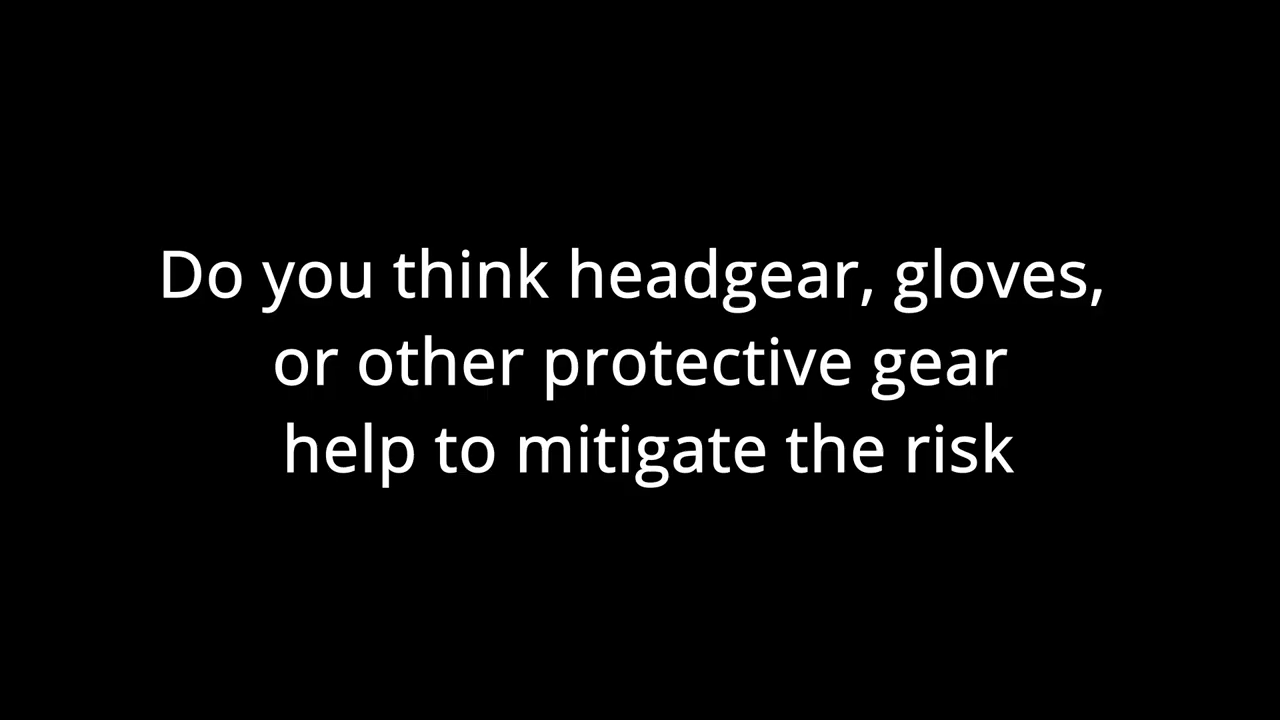 Do you think headgear, gloves,
or other protective gear
help to mitigate the risk